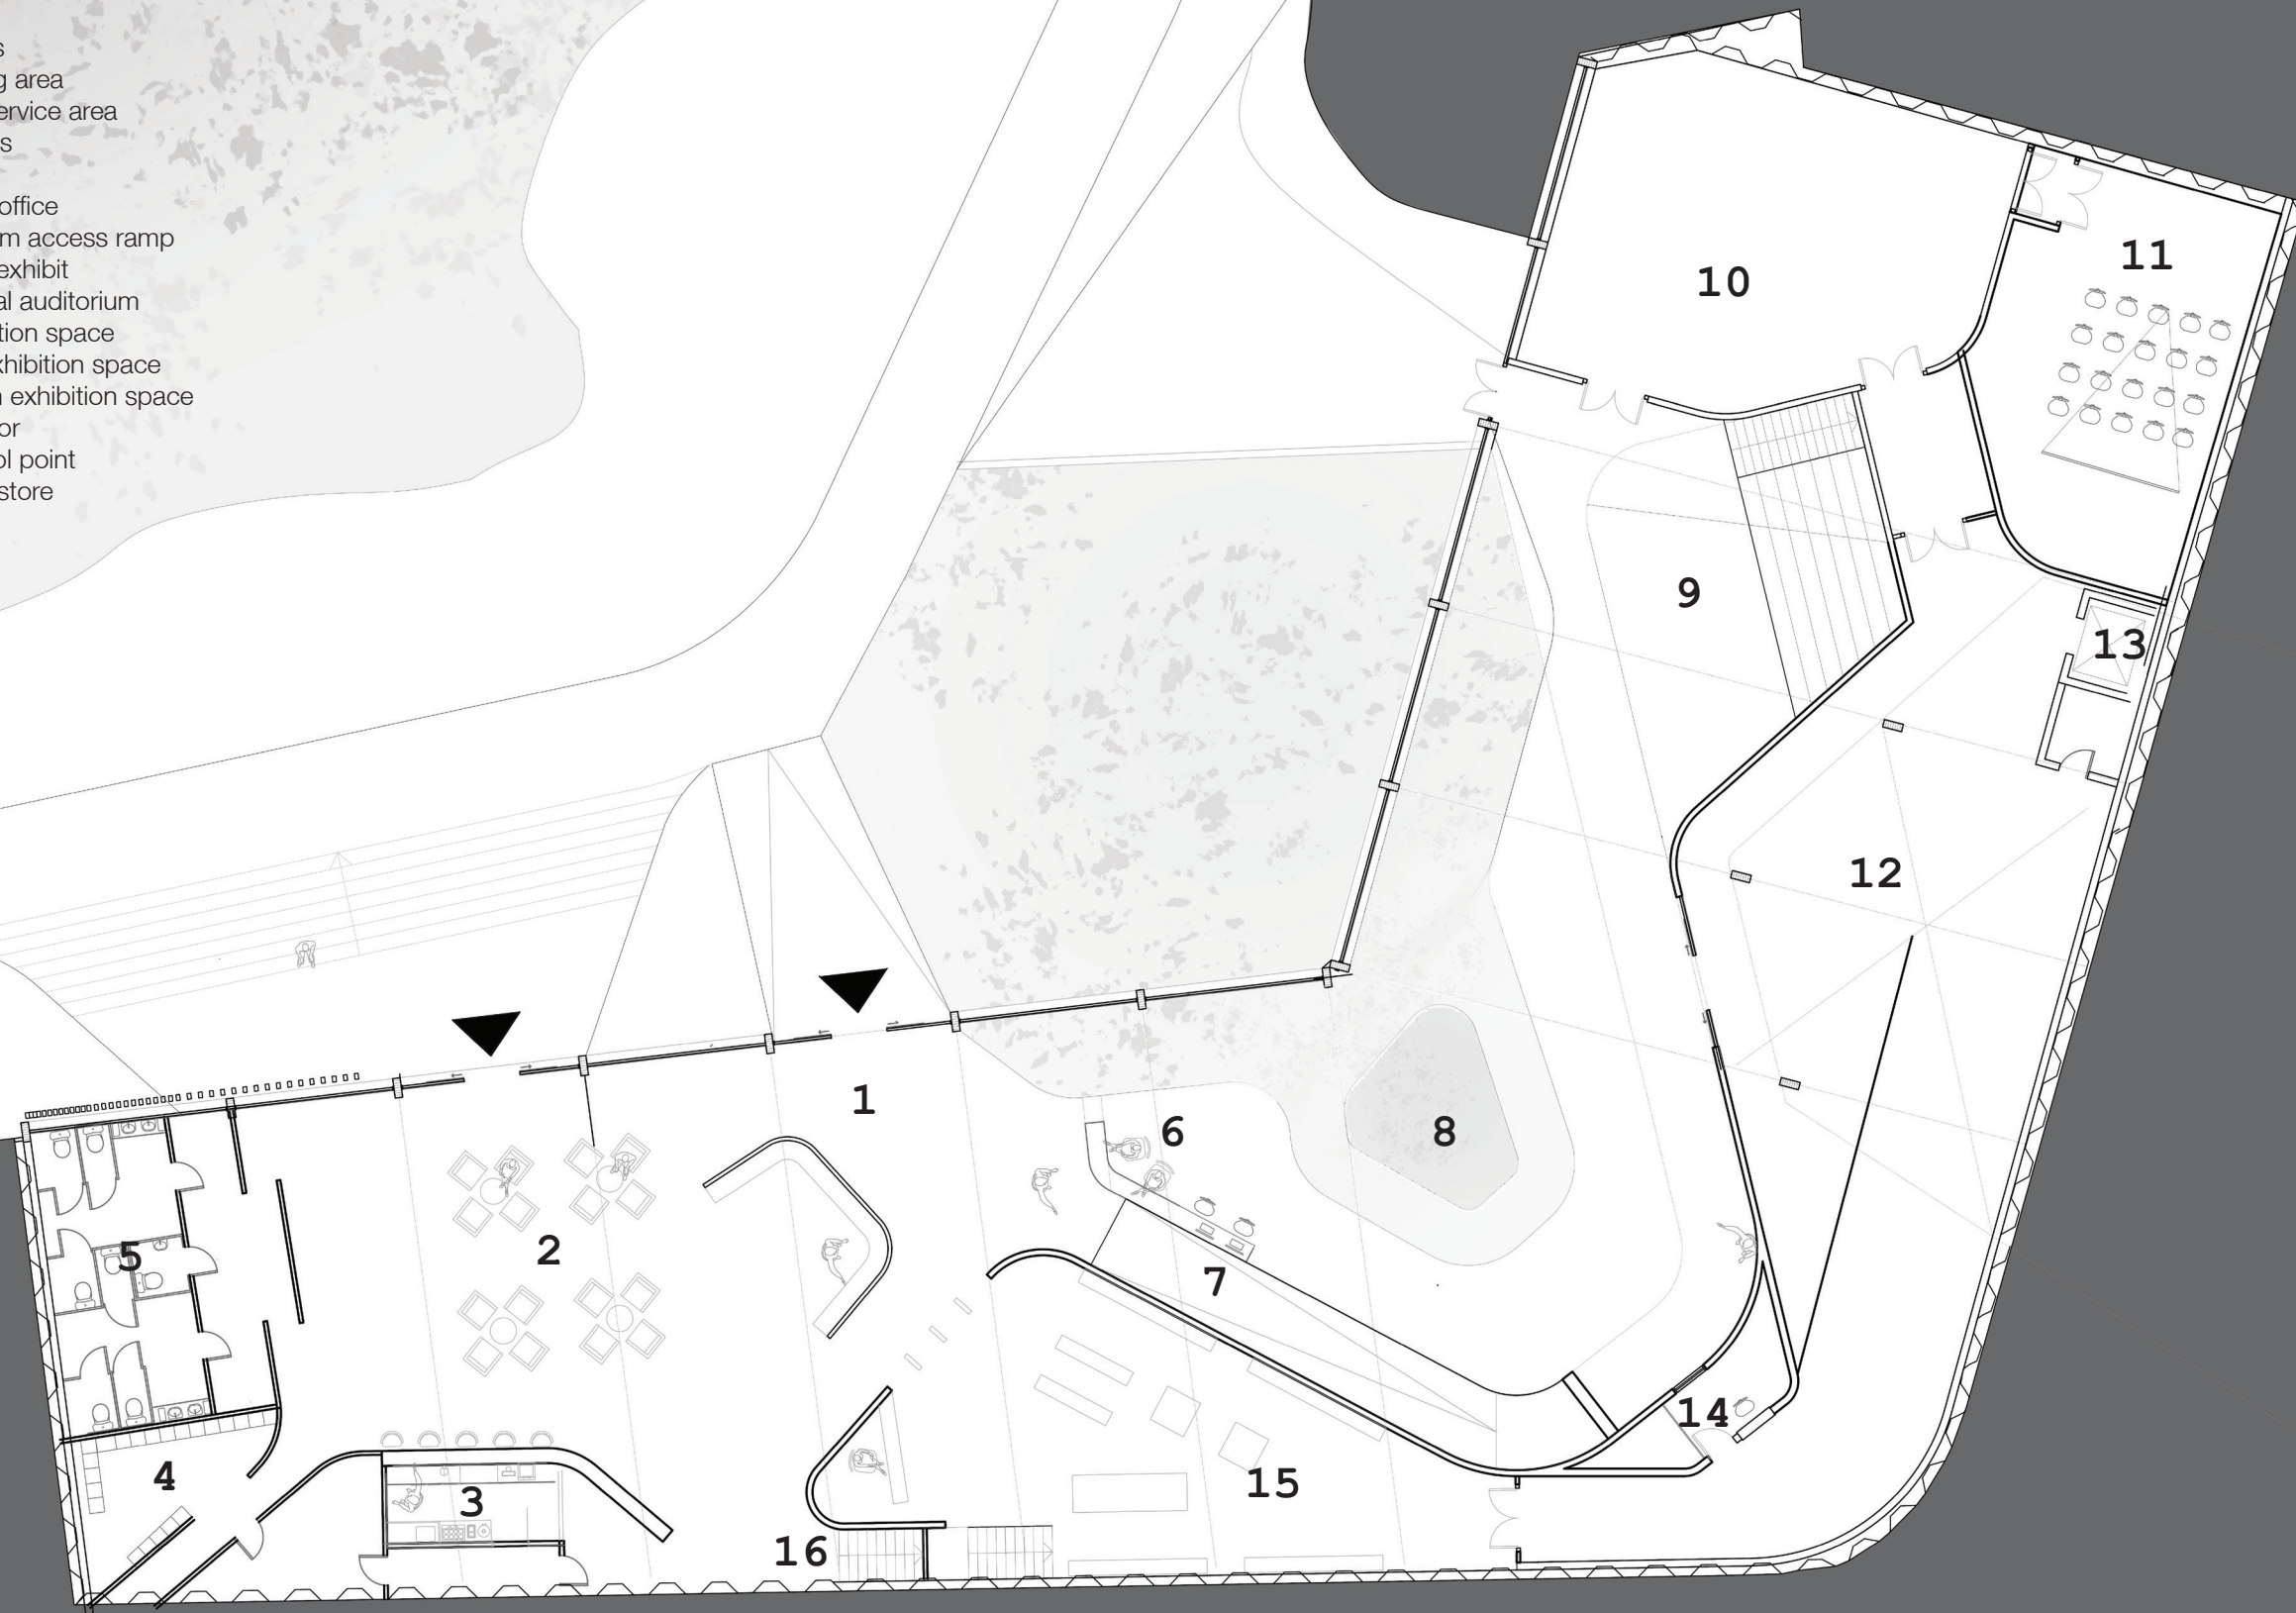 s
g area
ervice area
s
office
m access ramp
exhibit
al auditorium
tion space
xhibition space
n exhibition space
or
ol point
store
10
11
9
13
12
1
6
8
2
5
7
14
4
3
15
16